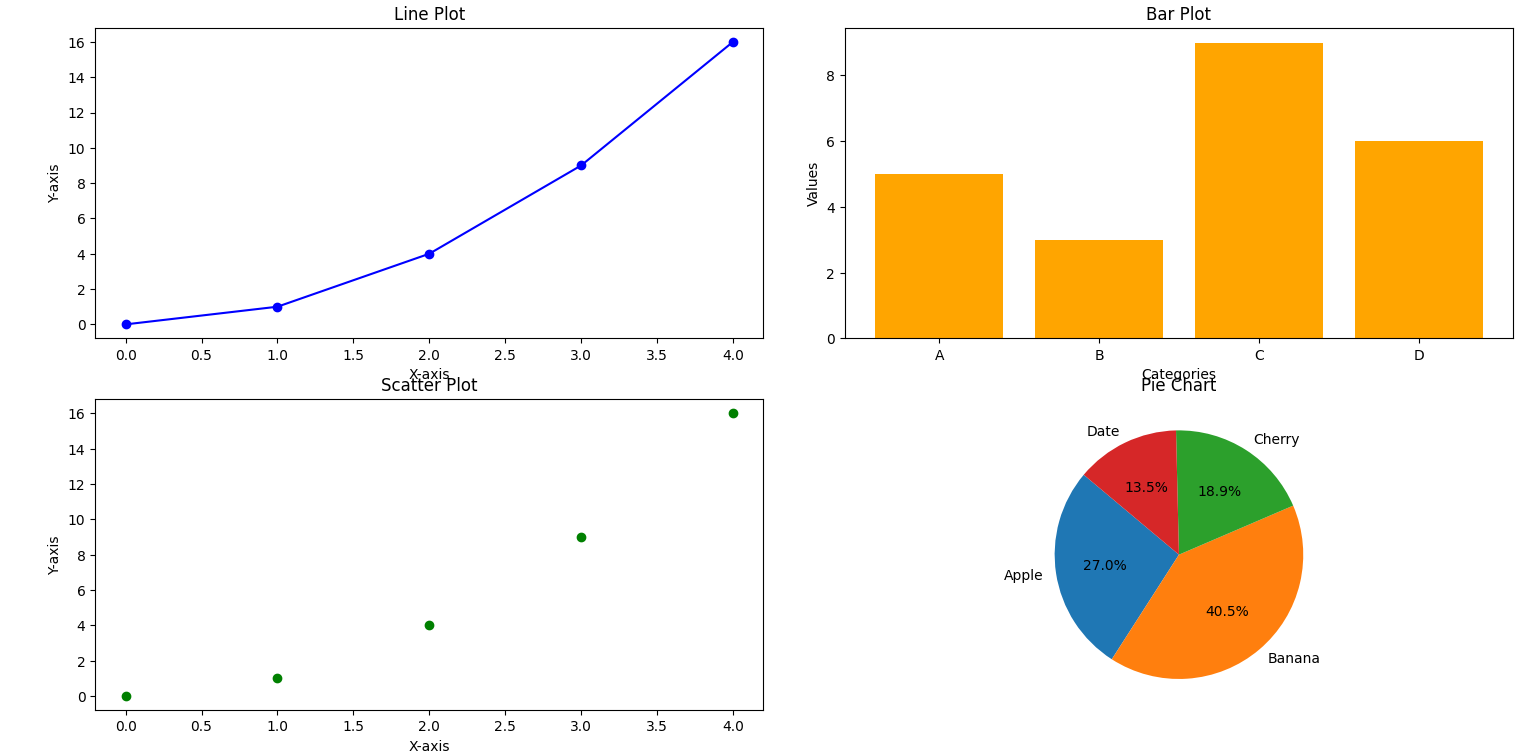 Line Plot
16
14
12
10
8
6
4
2
0
Y-axis
0.0 0.5 1.0 1.5 2.0 2.5 3.0 3.5 4.0
X-axis
Bar Plot
8
6
4
2
0
Values
A B C D
Categories
Scatter Plot
16
14
12
10
8
6
4
2
0
Y-axis
0.0 0.5 1.0 1.5 2.0 2.5 3.0 3.5 4.0
X-axis
Pie Chart
Date
Cherry
13.5%
18.9%
27.0%
Apple
40.5%
Banana